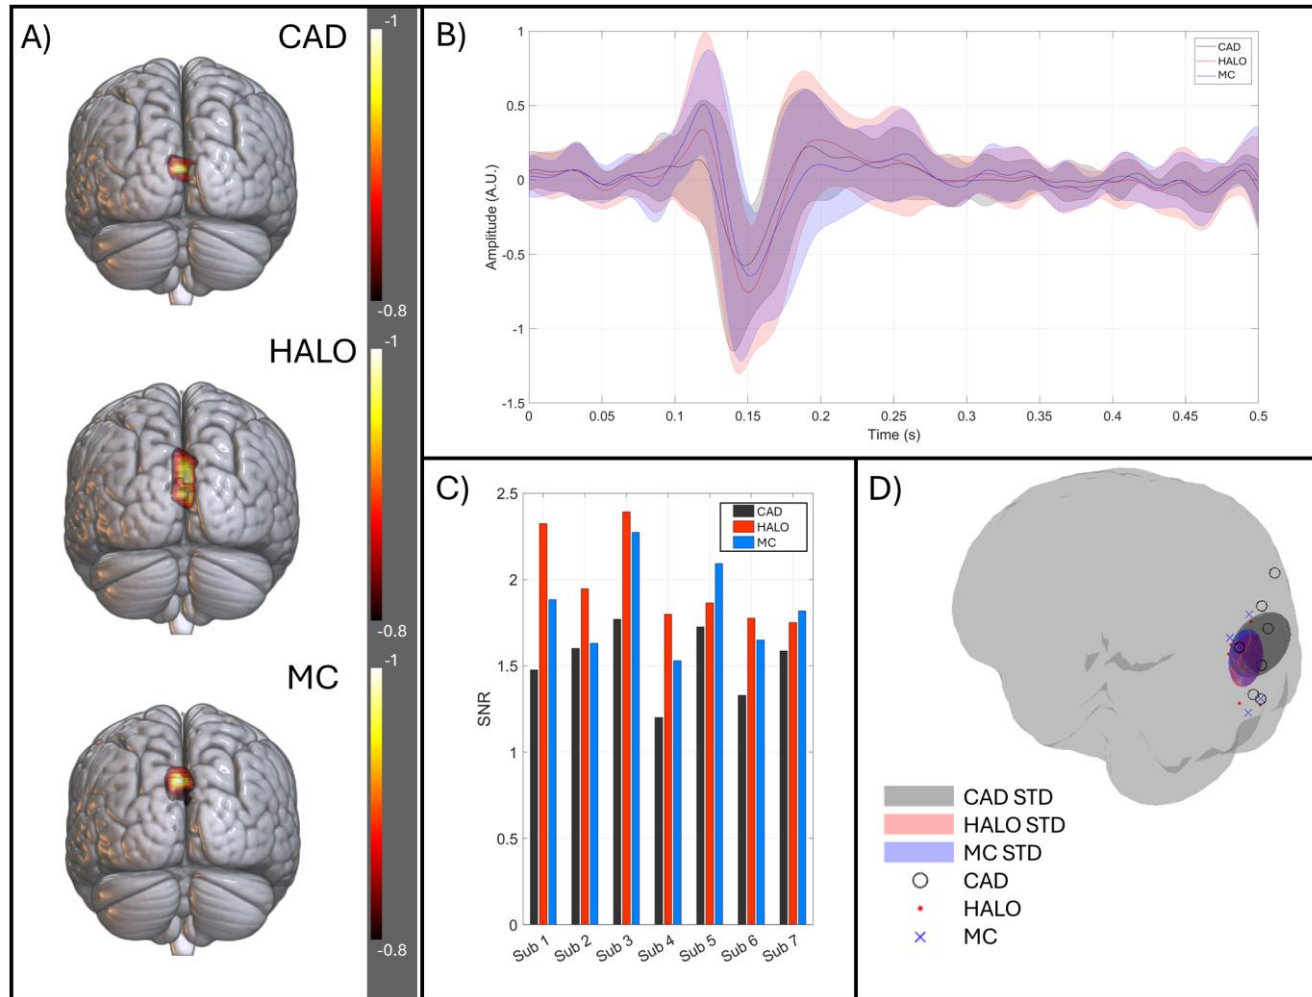 A)
CAD
-1
-0.8
HALO
-1
-0.8
MC
-1
-0.8
B)
1
0.5
0
-0.5
-1
-1.5
Amplitude (A.U.)
0
0.05
0.1
0.15
0.2
0.25
0.3
0.35
0.4
0.45
0.5
Time (s)
CAD
HALO
MC
C)
2.5
2
1.5
1
0.5
0
SNR
CAD
HALO
MC
Sub 1
Sub 2
Sub 3
Sub 4
Sub 5
Sub 6
Sub 7
D)
CAD STD
HALO STD
MC STD
CAD
HALO
MC